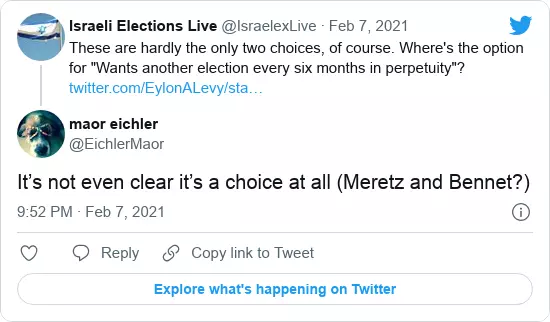 Israeli Elections Live @IsraelexLive · Feb 7, 2021
These are hardly the only two choices, of course. Where's the option
for "Wants another election every six months in perpetuity"?
twitter.com/EylonALevy/sta…
maor eichler
@EichlerMaor
It’s not even clear it’s a choice at all (Meretz and Bennet?)
9:52 PM · Feb 7, 2021
Reply
Copy link to Tweet
Explore what's happening on Twitter